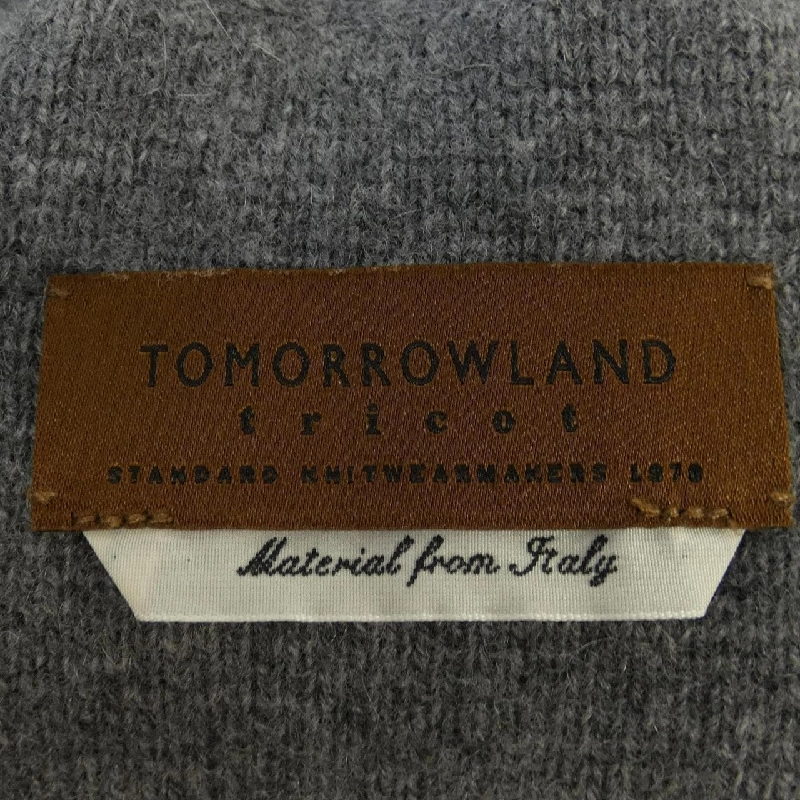 TOMORROWLAND
tricot
STANDARD KNITWEARMAKERS 1978
Material from Italy